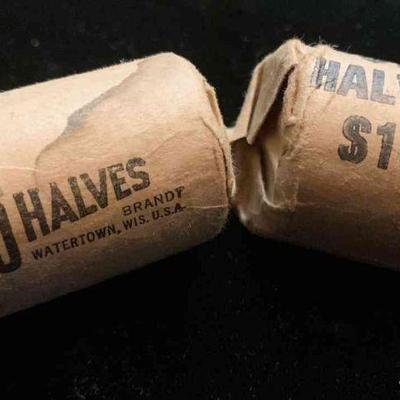 HALVES
BRANDT
WATERTOWN, WIS. U.S.A.
HAL
$1